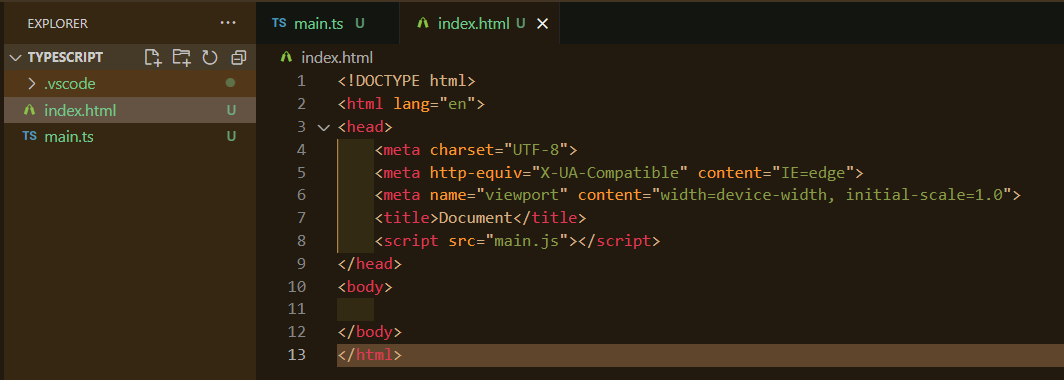 EXPLORER ···
TYPESCRIPT
.vscode
index.html U
TS main.ts U
TS main.ts U index.html U
index.html
1 <!DOCTYPE html>
2 <html lang="en">
3 <head>
4 <meta charset="UTF-8">
5 <meta http-equiv="X-UA-Compatible" content="IE=edge">
6 <meta name="viewport" content="width=device-width, initial-scale=1.0">
7 <title>Document</title>
8 <script src="main.js"></script>
9 </head>
10 <body>
11
12 </body>
13 </html>